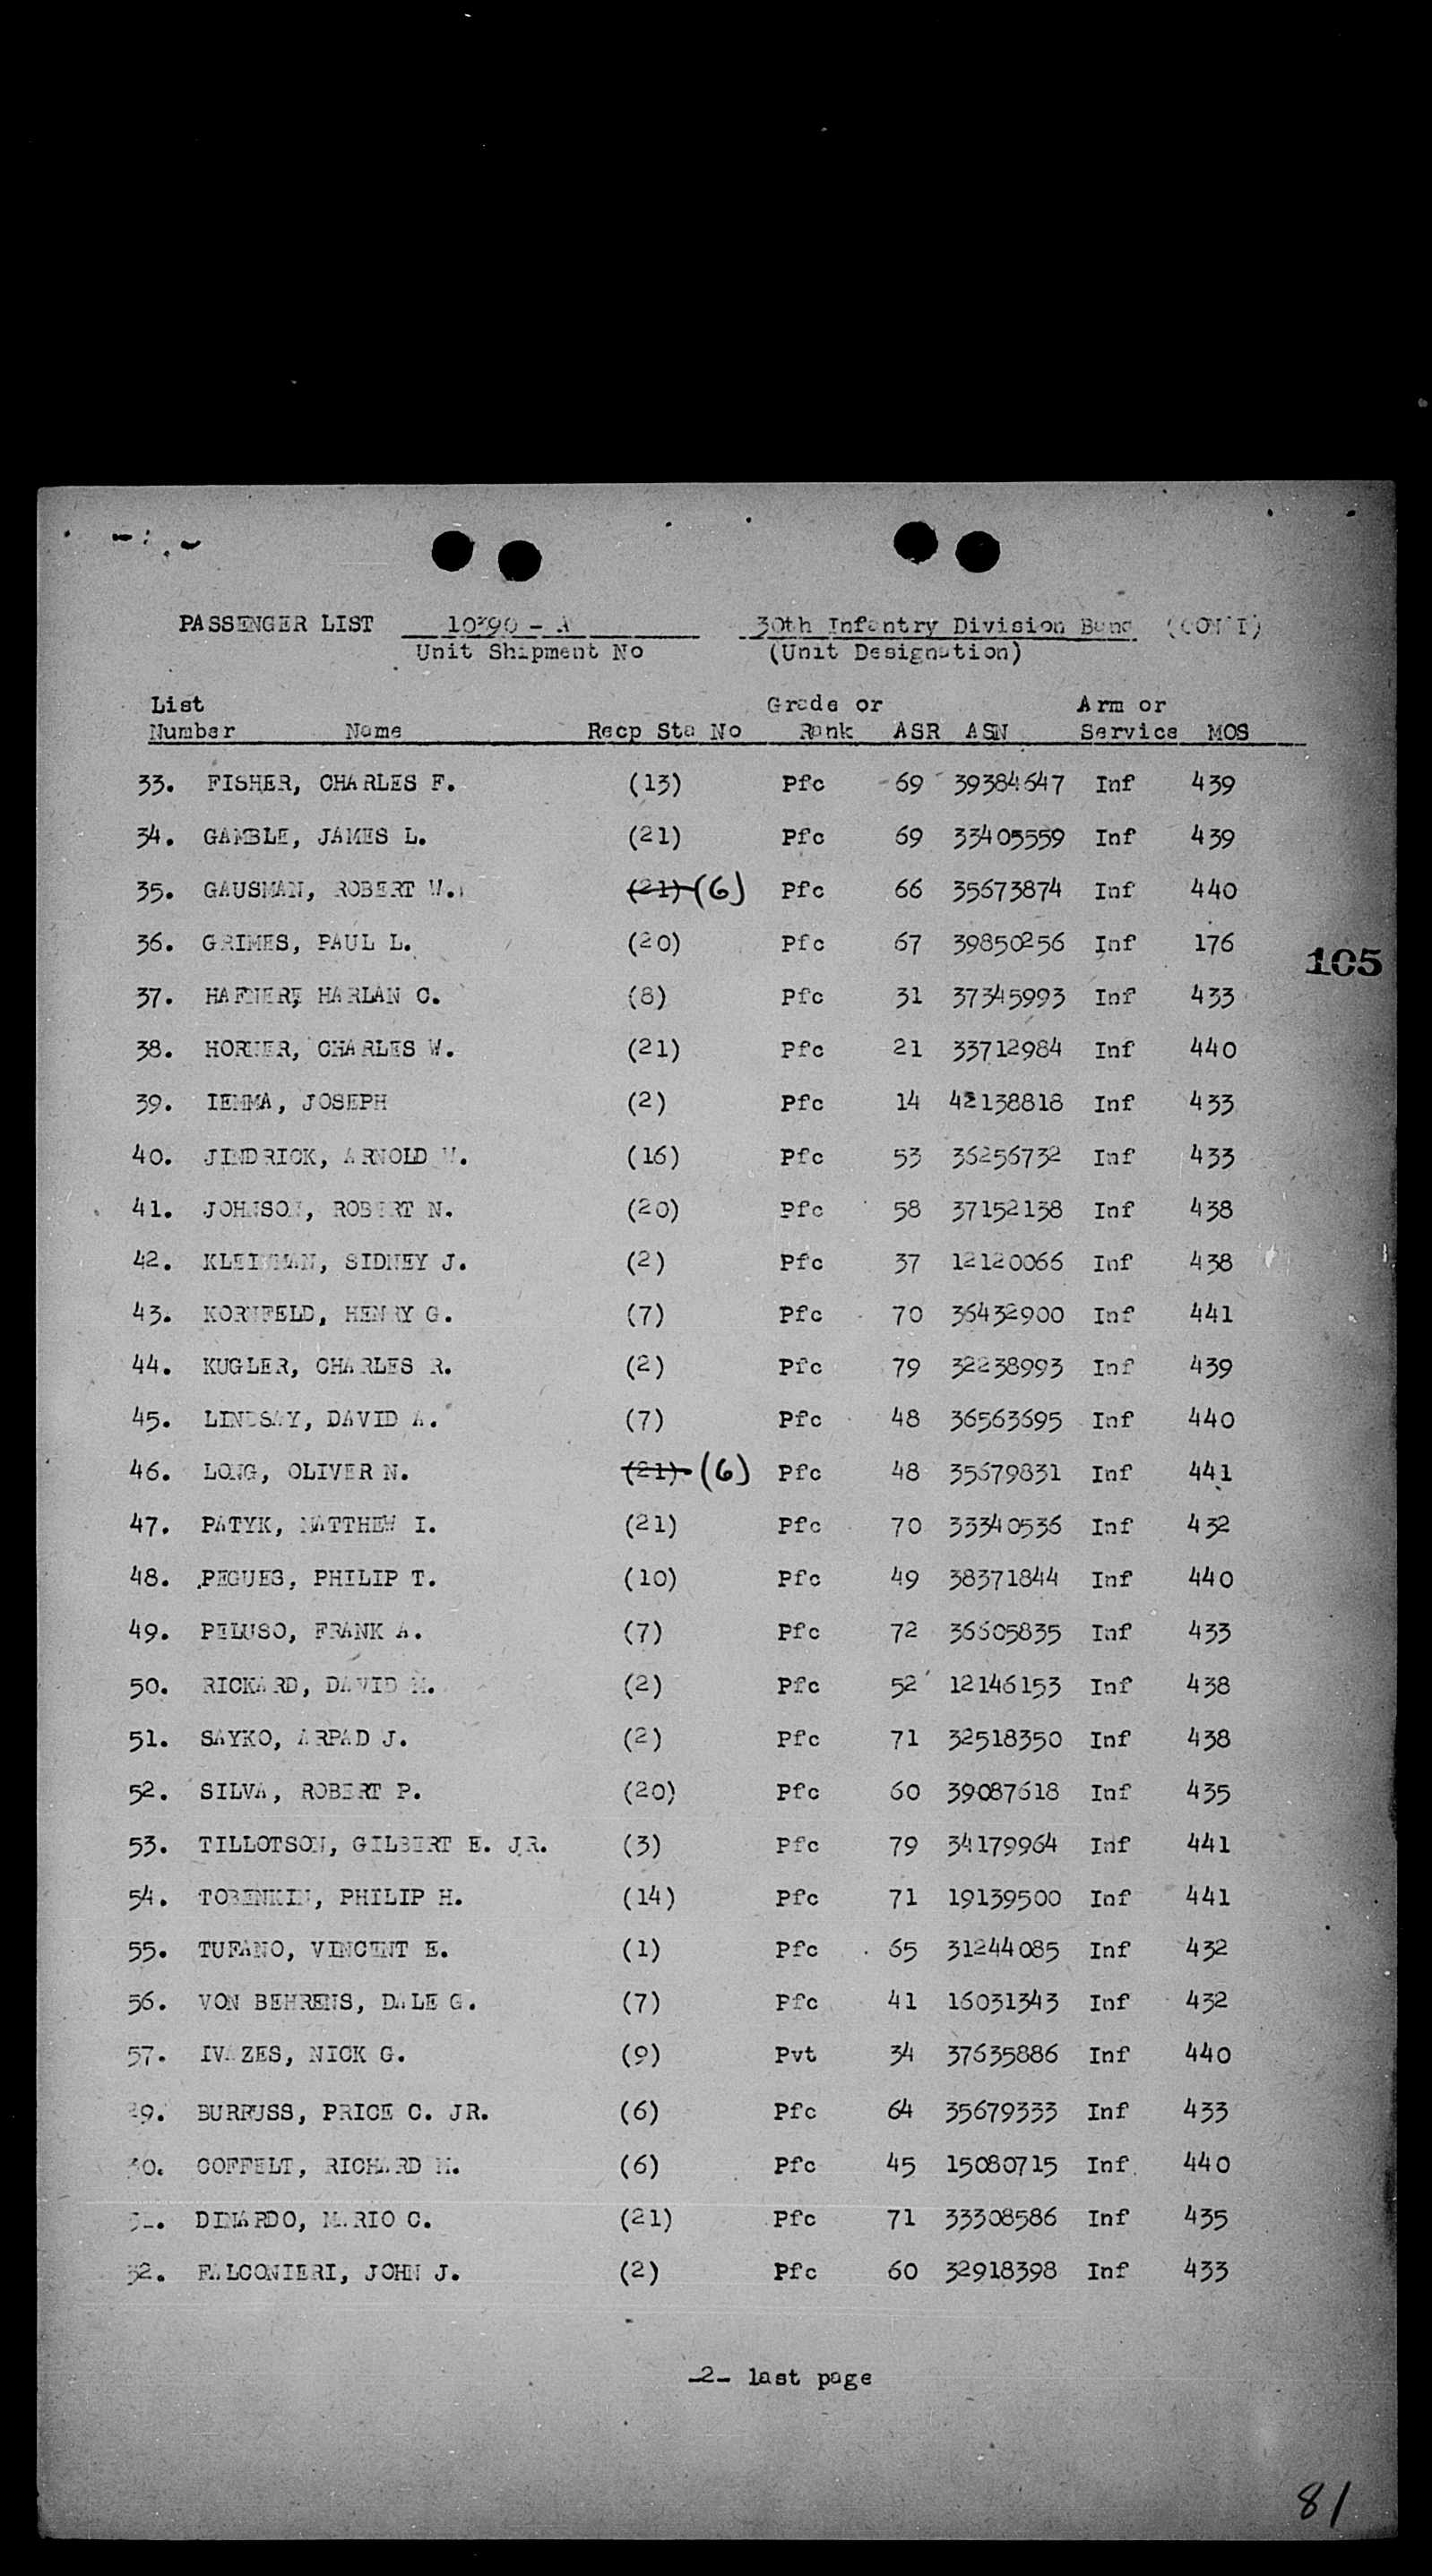 PASSENGER LIST 10390 - A 30th Infantry Division Band (CON'T)
Unit Shipment No (Unit Designation)
List Grade or Arm or
Number Name Recp Sta No Rank ASR ASN Service MOS
33. FISHER, CHARLES F. (13) Pfc 69 39384647 Inf 439
34. GAMBLE, JAMES L. (21) Pfc 69 33405559 Inf 439
35. GAUSMAN, ROBERT W. (21) (6) Pfc 66 35673874 Inf 440
36. GRIMES, PAUL L. (20) Pfc 67 39850256 Inf 176
105
37. HAFNER, HARLAN C. (8) Pfc 31 37345993 Inf 433
38. HORNER, CHARLES W. (21) Pfc 21 33712984 Inf 440
39. IEMMA, JOSEPH (2) Pfc 14 42138818 Inf 433
40. JINDRICK, ARNOLD W. (16) Pfc 53 36256732 Inf 433
41. JOHNSON, ROBERT N. (20) Pfc 58 37152138 Inf 438
42. KLEINMAN, SIDNEY J. (2) Pfc 37 12120066 Inf 438
43. KORNFELD, HENRY G. (7) Pfc 70 36432900 Inf 441
44. KUGLER, CHARLES R. (2) Pfc 79 32238993 Inf 439
45. LINDSAY, DAVID A. (7) Pfc 48 36563695 Inf 440
46. LONG, OLIVER N. (21) (6) Pfc 48 35679831 Inf 441
47. PATYK, MATTHEW I. (21) Pfc 70 33340536 Inf 432
48. PEGUES, PHILIP T. (10) Pfc 49 38371844 Inf 440
49. PELUSO, FRANK A. (7) Pfc 72 36605835 Inf 433
50. RICKARD, DAVID M. (2) Pfc 52 12146153 Inf 438
51. SAYKO, ARPAD J. (2) Pfc 71 32518350 Inf 438
52. SILVA, ROBERT P. (20) Pfc 60 39087618 Inf 435
53. TILLOTSON, GILBERT E. JR. (3) Pfc 79 34179964 Inf 441
54. TOBENKIN, PHILIP H. (14) Pfc 71 19139500 Inf 441
55. TUFANO, VINCENT E. (1) Pfc 65 31244085 Inf 432
56. VON BEHRENS, DALE G. (7) Pfc 41 16031343 Inf 432
57. IVAZES, NICK G. (9) Pvt 34 37635886 Inf 440
29. BURRUSS, PRICE C. JR. (6) Pfc 64 35679333 Inf 433
30. COFFELT, RICHARD M. (6) Pfc 45 15080715 Inf 440
31. DINARDO, MARIO C. (21) Pfc 71 33308586 Inf 435
32. FALCONIERI, JOHN J. (2) Pfc 60 32918398 Inf 433
-2- last page
81